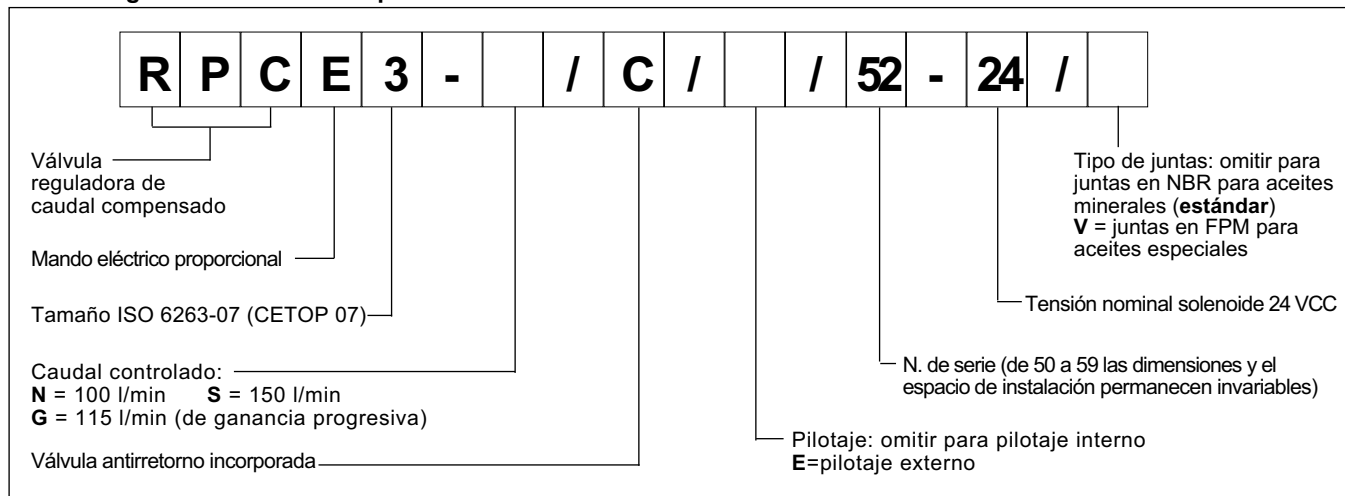 R P C E 3 - / C / / 52 - 24 /
Válvula
reguladora de
caudal compensado
Mando eléctrico proporcional
Tamaño ISO 6263-07 (CETOP 07)
Caudal controlado:
N = 100 l/min S = 150 l/min
G = 115 l/min (de ganancia progresiva)
Válvula antirretorno incorporada
Tipo de juntas: omitir para
juntas en NBR para aceites
minerales (estándar)
V = juntas en FPM para
aceites especiales
Tensión nominal solenoide 24 VCC
N. de serie (de 50 a 59 las dimensiones y el
espacio de instalación permanecen invariables)
Pilotaje: omitir para pilotaje interno
E=pilotaje externo